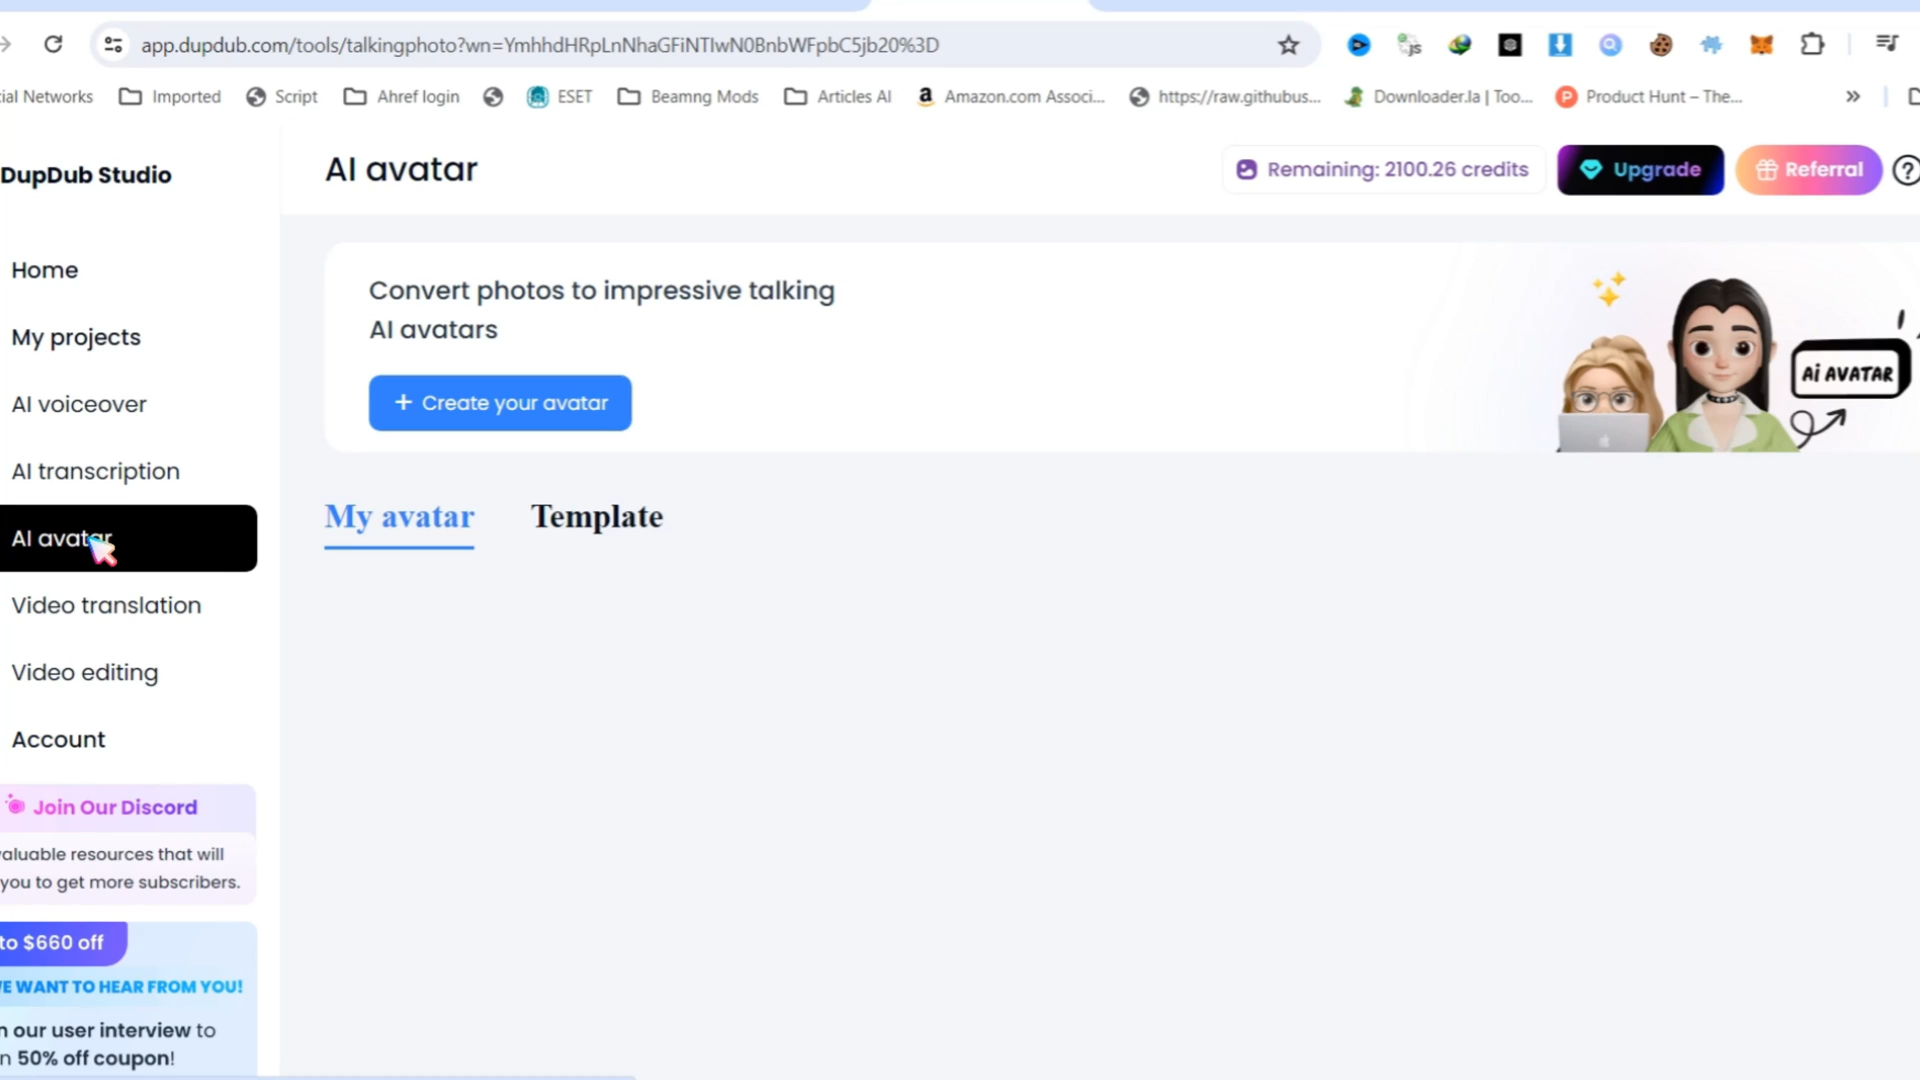 app.dupdub.com/tools/talkingphoto?wn=YmhhdHRpLnNhaGFiNTIwN0BnbWFpbC5jb20%3D
ial Networks
Imported
Script
Ahref login
ESET
Beamng Mods
Articles AI
Amazon.com Associ...
https://raw.githubus...
Downloader.la | Too...
Product Hunt – The...
DupDub Studio
AI avatar
Remaining: 2100.26 credits
Upgrade
Referral
Home
My projects
AI voiceover
AI transcription
AI avatar
Video translation
Video editing
Account
Convert photos to impressive talking
AI avatars
+ Create your avatar
Ai AVATAR
My avatar
Template
Join Our Discord
valuable resources that will
you to get more subscribers.
to $660 off
WE WANT TO HEAR FROM YOU!
n our user interview to
n 50% off coupon!